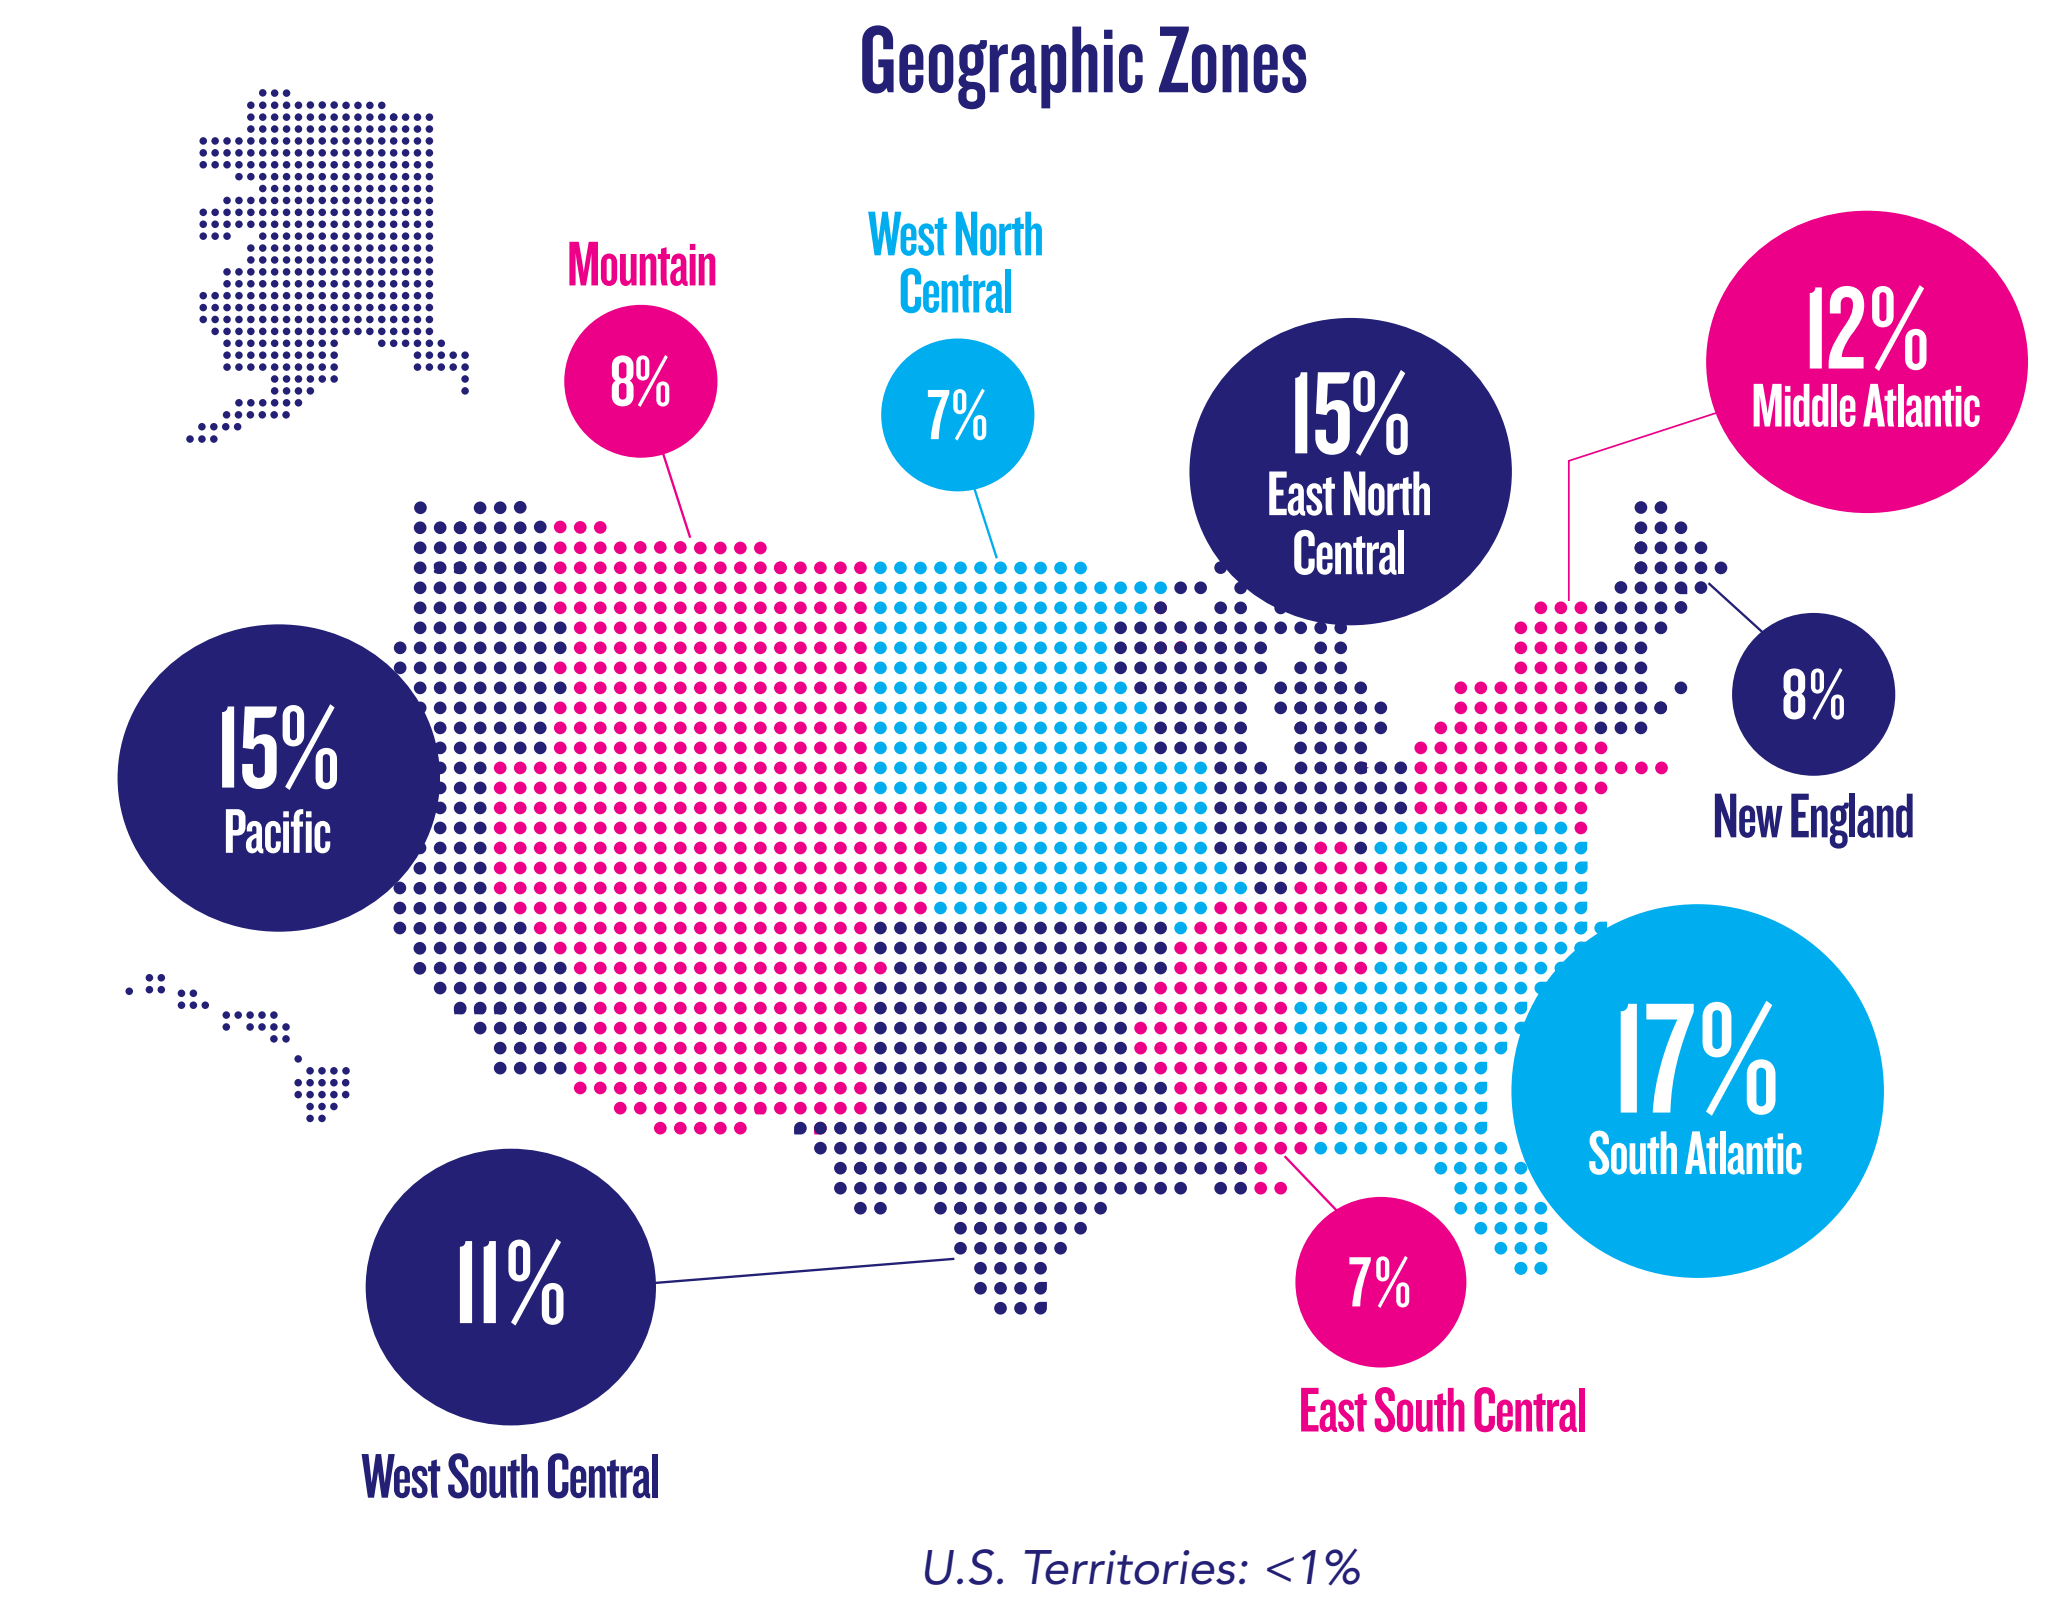 Geographic Zones
Mountain
8%
West North
Central
7%
15%
East North
Central
12%
Middle Atlantic
15%
Pacific
8%
New England
17%
South Atlantic
11%
West South Central
7%
East South Central
U.S. Territories: <1%